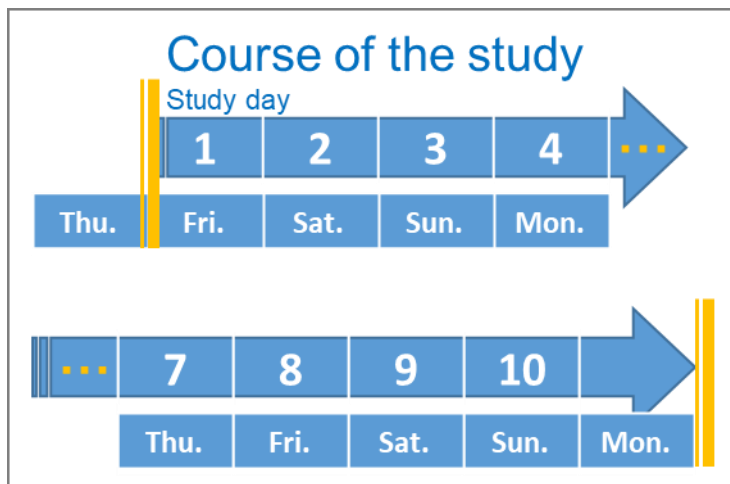 Course of the study
Study day
1 2 3 4 ...
Thu. Fri. Sat. Sun. Mon.
... 7 8 9 10
Thu. Fri. Sat. Sun. Mon.